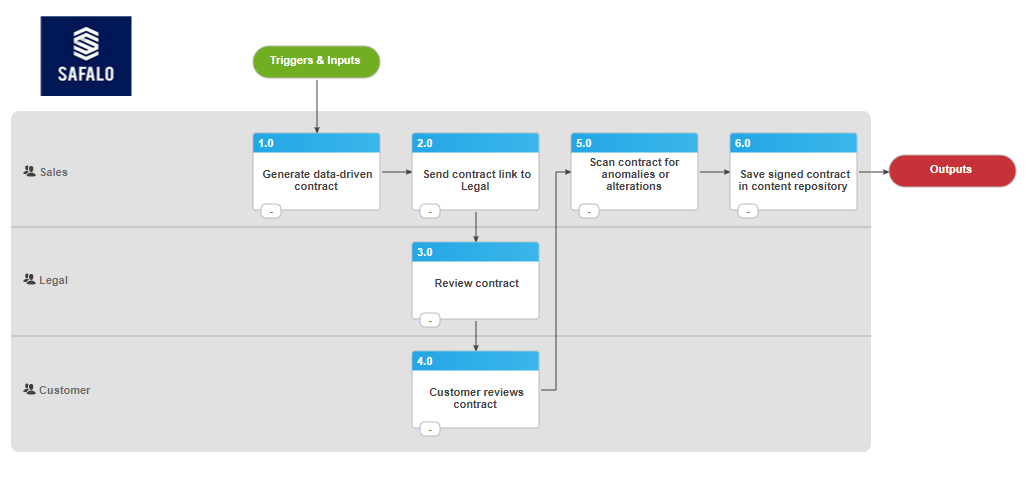 SAFALO
Triggers & Inputs
Sales
1.0
Generate data-driven
contract
-
2.0
Send contract link to
Legal
-
5.0
Scan contract for
anomalies or
alterations
-
6.0
Save signed contract
in content repository
-
Outputs
Legal
3.0
Review contract
-
Customer
4.0
Customer reviews
contract
-